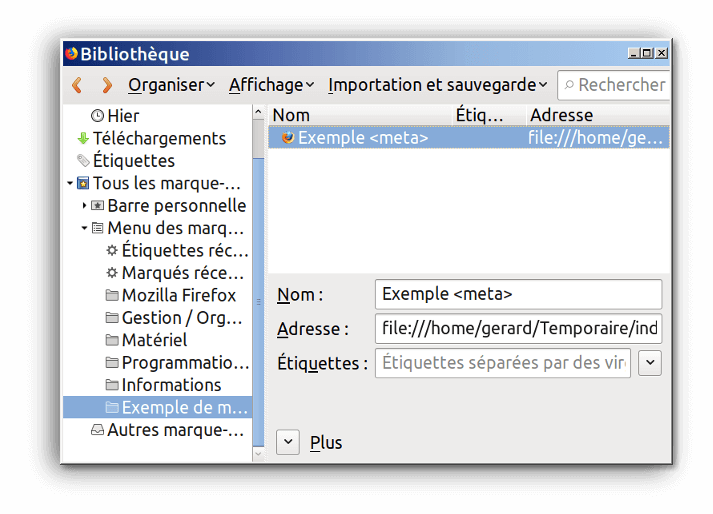 Bibliothèque
Organiser Affichage Importation et sauvegarde Rechercher
Hier
Téléchargements
Étiquettes
Tous les marque-...
Barre personnelle
Menu des marq...
Étiquettes réc...
Marqués réce...
Mozilla Firefox
Gestion / Org...
Matériel
Programmatio...
Informations
Exemple de m...
Autres marque-...
Nom Étiq... Adresse
Exemple <meta> file:///home/ge...
Nom : Exemple <meta>
Adresse : file:///home/gerard/Temporaire/ind
Étiquettes : Étiquettes séparées par des vir
Plus